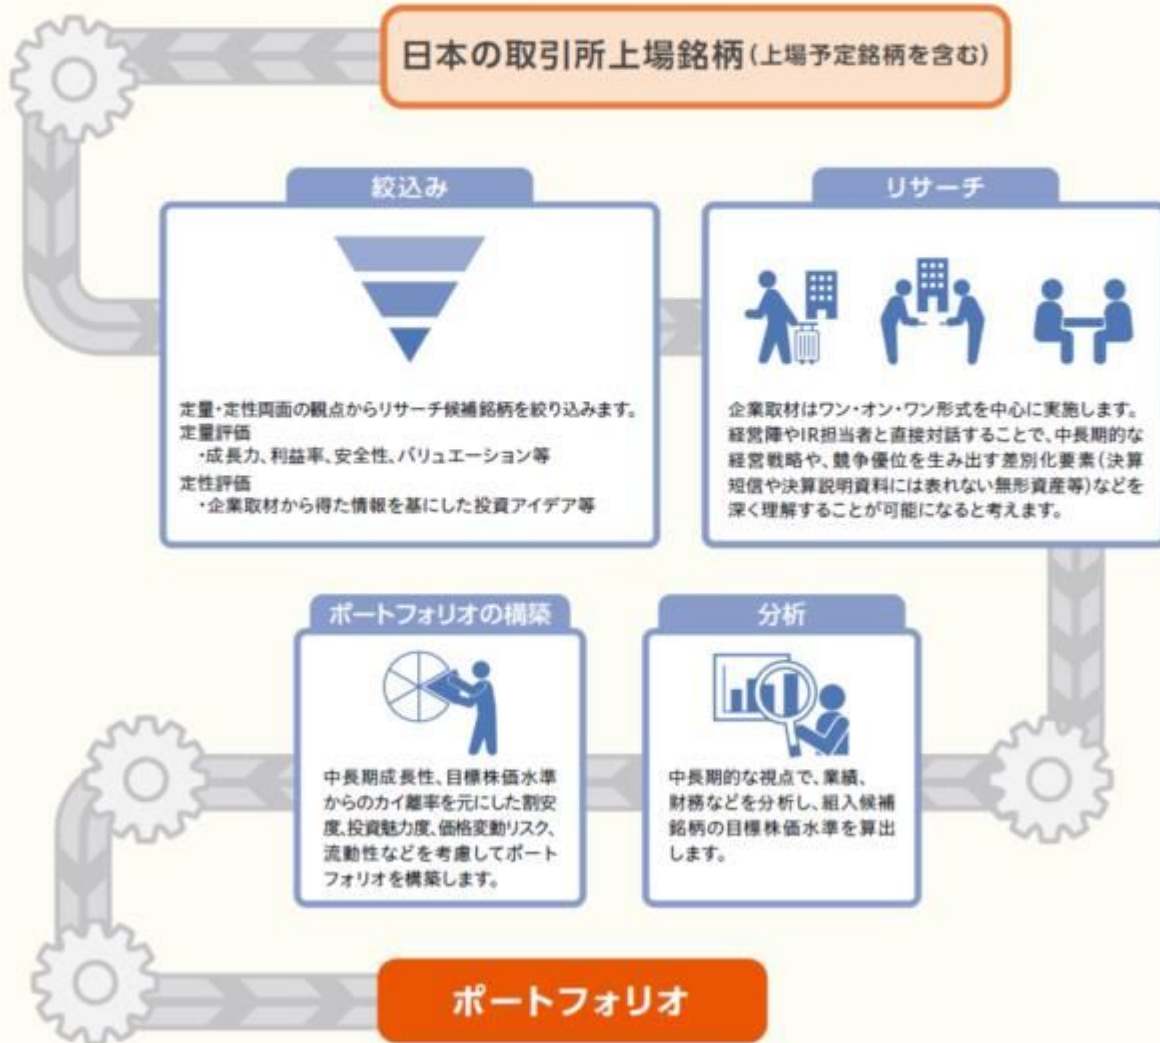 日本の取引所上場銘柄(上場予定銘柄を含む)
絞込み
定量・定性両面の観点からリサーチ候補銘柄を絞り込みます。
定量評価
・成長力、利益率、安全性、バリュエーション等
定性評価
・企業取材から得た情報を基にした投資アイデア等
リサーチ
企業取材はワン・オン・ワン形式を中心に実施します。
経営陣やIR担当者と直接対話することで、中長期的な
経営戦略や、競争優位を生み出す差別化要素(決算
短信や決算説明資料には表れない無形資産等)などを
深く理解することが可能になると考えます。
分析
中長期的な視点で、業績、
財務などを分析し、組入候補
銘柄の目標株価水準を算出
します。
ポートフォリオの構築
中長期成長性、目標株価水準
からのカイ離率を元にした割安
度、投資魅力度、価格変動リスク、
流動性などを考慮してポート
フォリオを構築します。
ポートフォリオ